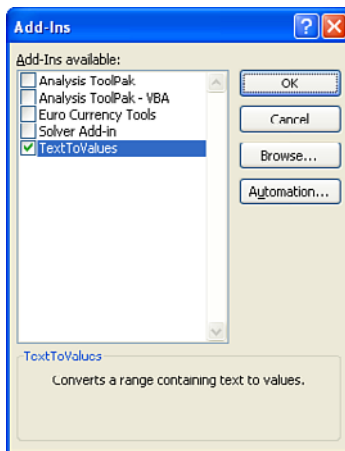 Add-Ins
Add-Ins available:
Analysis ToolPak
Analysis ToolPak - VBA
Euro Currency Tools
Solver Add-in
TextToValues
OK
Cancel
Browse...
Automation...
TextToValues
Converts a range containing text to values.